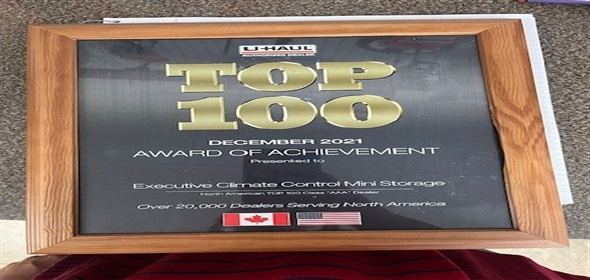 U-HAUL
TOP
100
DECEMBER 2021
AWARD OF ACHIEVEMENT
Presented to
Executive Climate Control Mini Storage
North American TOP 100 Class "AAA" Dealer
Over 20,000 Dealers Serving North America